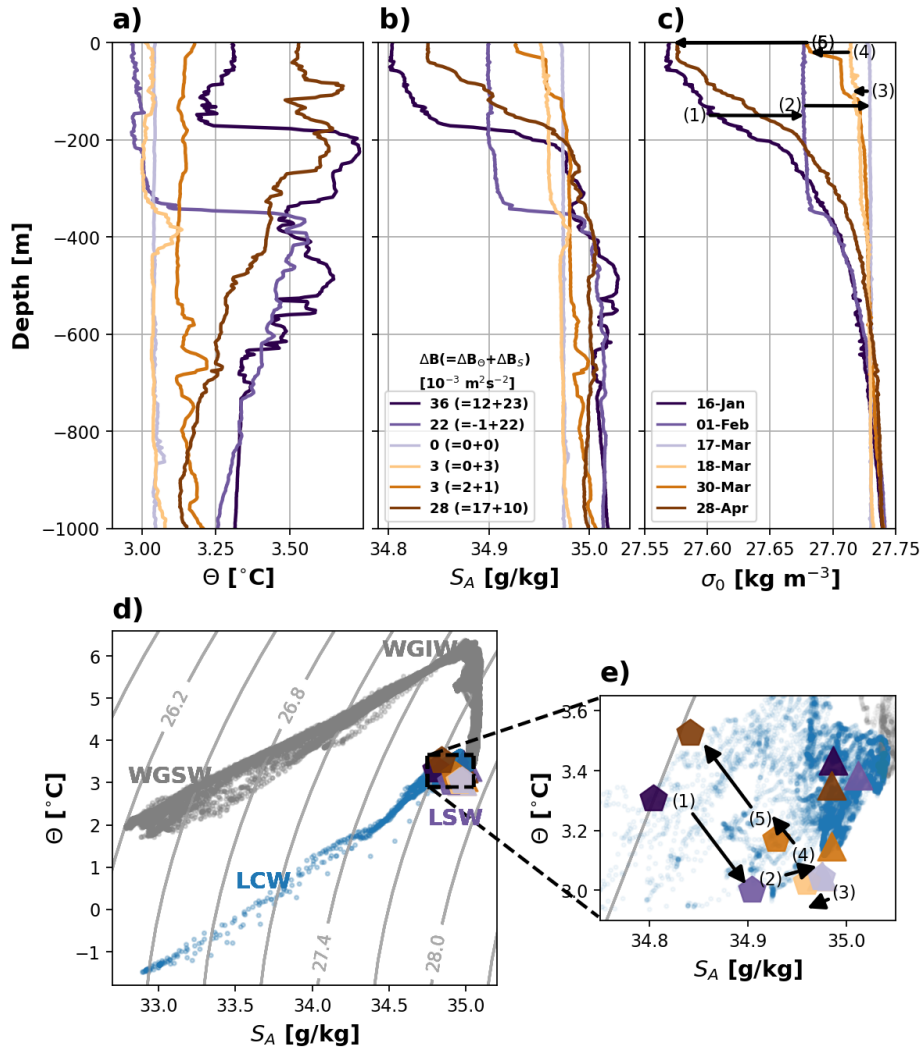 a)
b)
c)
0
−200
−400
−600
−800
−1000
Depth [m]
3.00
3.25
3.50
Θ [°C]
ΔB(=ΔB_Θ+ΔB_S)
[10⁻³ m²s⁻²]
36 (=12+23)
22 (=-1+22)
0 (=0+0)
3 (=0+3)
3 (=2+1)
28 (=17+10)
34.8
34.9
35.0
S_A [g/kg]
(5)
(4)
(3)
(2)
(1)
16-Jan
01-Feb
17-Mar
18-Mar
30-Mar
28-Apr
27.55
27.60
27.65
27.70
27.75
σ₀ [kg m⁻³]
d)
6
5
4
3
2
1
0
−1
Θ [°C]
WGIW
26.2
26.8
WGSW
LSW
LCW
27.4
28.0
33.0
33.5
34.0
34.5
35.0
S_A [g/kg]
e)
3.6
3.4
3.2
3.0
Θ [°C]
(1)
(5)
(4)
(2)
(3)
34.8
34.9
35.0
S_A [g/kg]